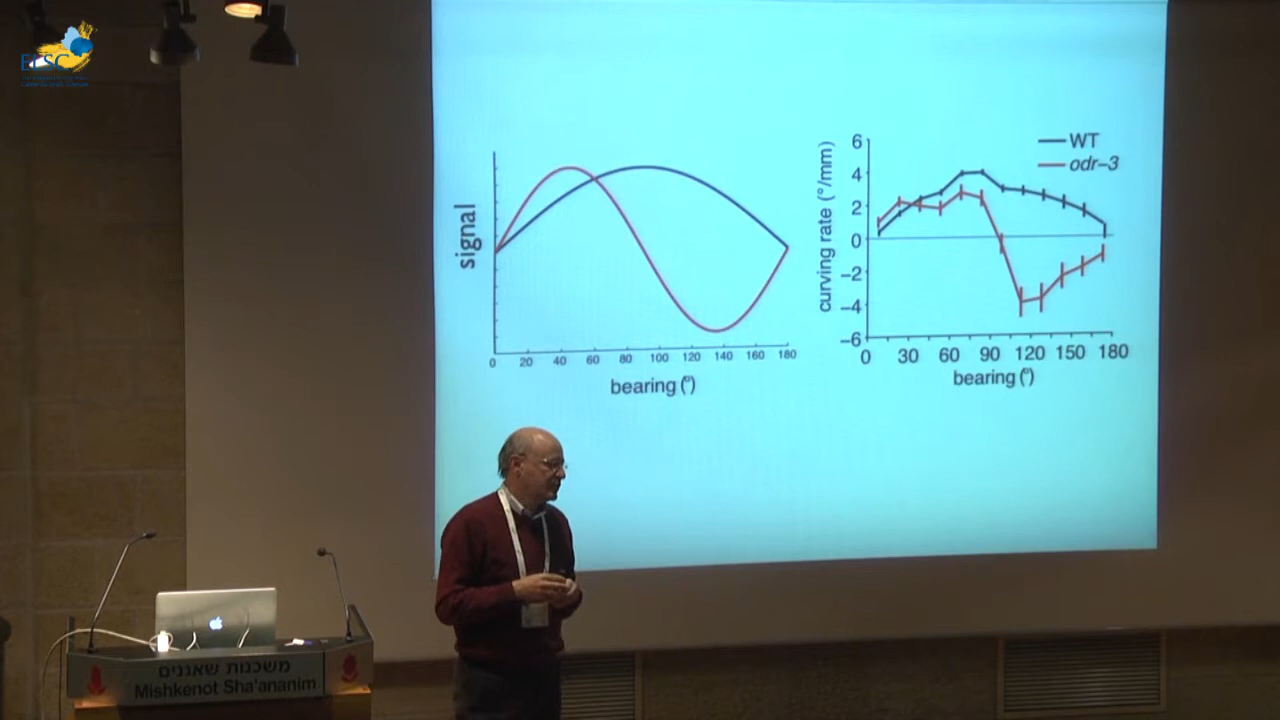 ELSC
signal
0 20 40 60 80 100 120 140 160 180
bearing (°)
curving rate (°/mm)
6
4
2
0
−2
−4
−6
WT
odr−3
0 30 60 90 120 150 180
bearing (°)
משכנות שאננים
Mishkenot Sha'ananim